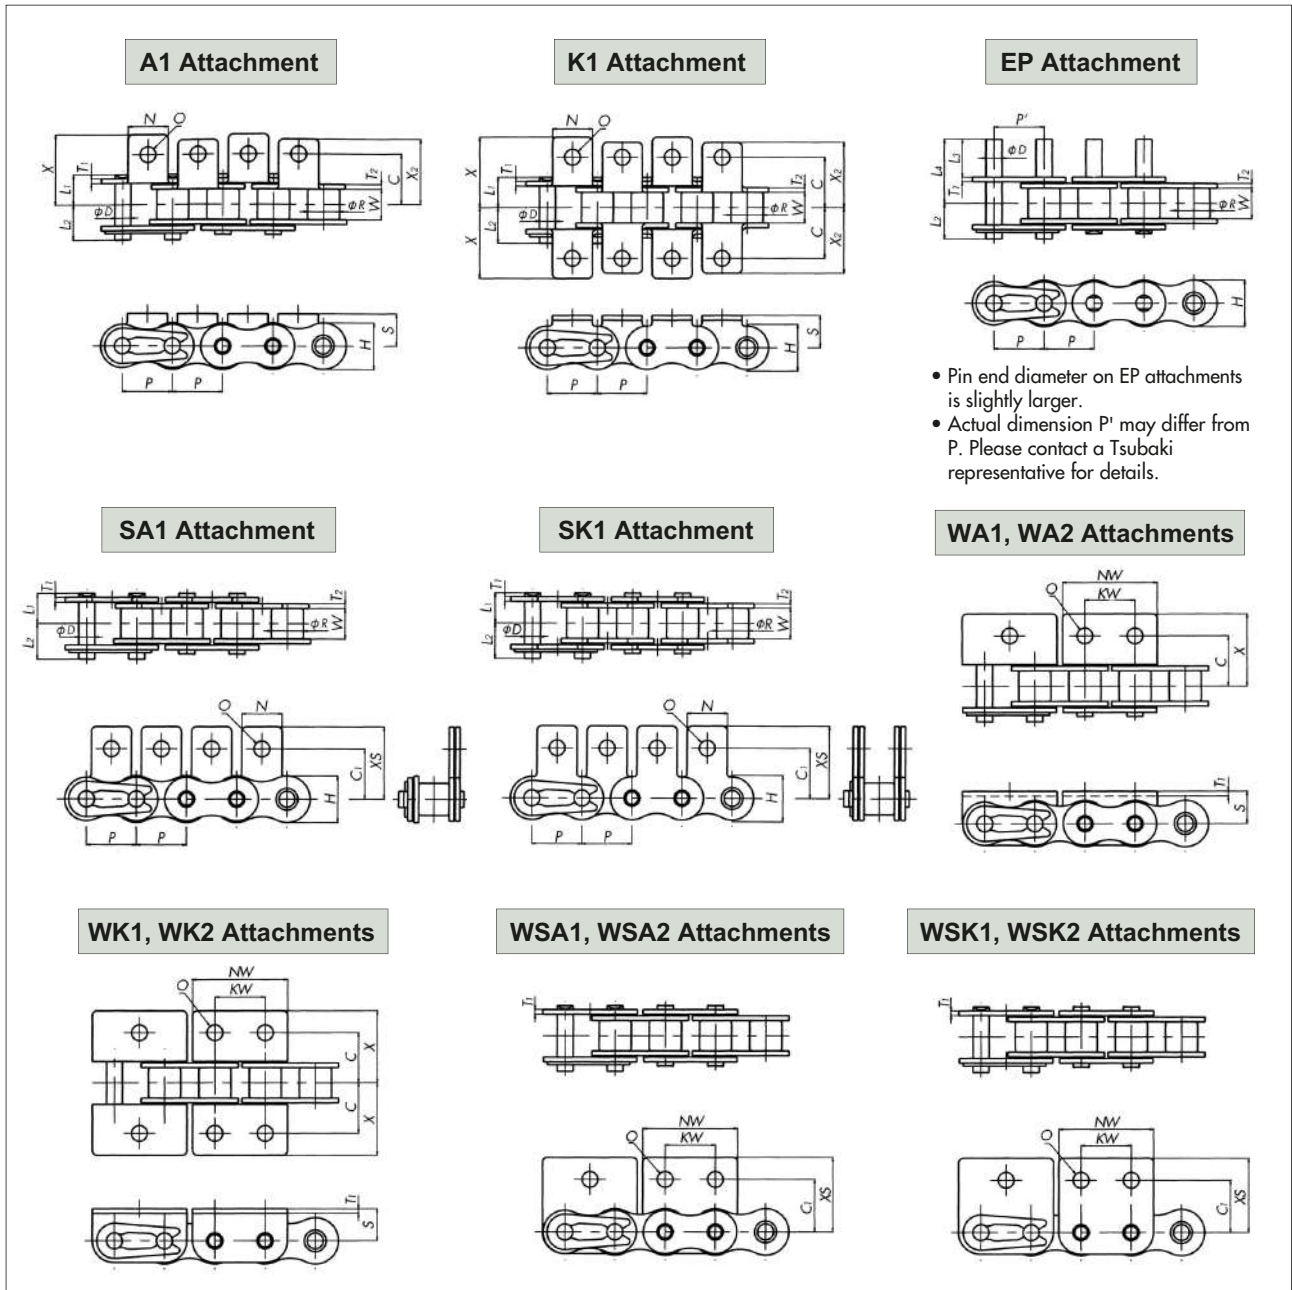 A1 Attachment
K1 Attachment
EP Attachment
N O
X L1 T1 L2 φD T2 C X2 φR W
S H
P P
N O
X L1 T1 L2 φD X T2 C X2 φR W C X2
S H
P P
P'
L4 L3 φD T1 L2 T2 φR W
H
P P
• Pin end diameter on EP attachments
is slightly larger.
• Actual dimension P' may differ from
P. Please contact a Tsubaki
representative for details.
SA1 Attachment
SK1 Attachment
WA1, WA2 Attachments
T1 L1 L2 φD T2 φR W
O N
C1 XS H
P P
T1 L1 L2 φD T2 φR W
O N
C1 XS H
P P
NW
O KW
C X
T1 S
WK1, WK2 Attachments
WSA1, WSA2 Attachments
WSK1, WSK2 Attachments
NW
O KW
C X
C X
T1 S
T1
NW
O KW
C1 XS
T1
NW
O KW
C1 XS